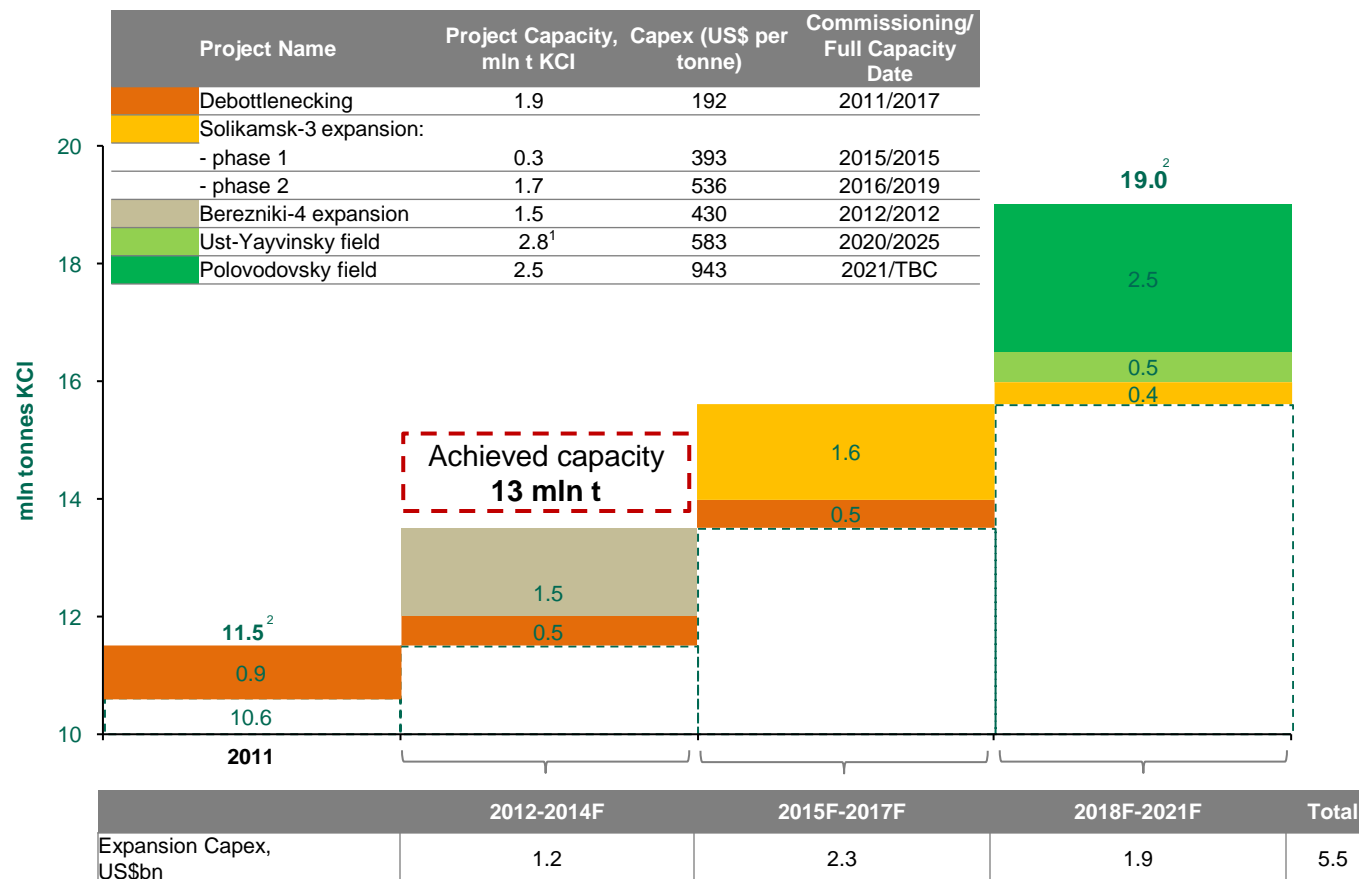 Project Name
Project Capacity,
mln t KCl
Capex (US$ per
tonne)
Commissioning/
Full Capacity
Date
Debottlenecking 1.9 192 2011/2017
Solikamsk-3 expansion:
- phase 1 0.3 393 2015/2015
- phase 2 1.7 536 2016/2019
Berezniki-4 expansion 1.5 430 2012/2012
Ust-Yayvinsky field 2.8¹ 583 2020/2025
Polovodovsky field 2.5 943 2021/TBC
mln tonnes KCl
20
18
16
14
12
10
19.0²
2.5
0.5
0.4
Achieved capacity
13 mln t
1.6
0.5
1.5
0.5
11.5²
0.9
10.6
2011
2012-2014F 2015F-2017F 2018F-2021F Total
Expansion Capex,
US$bn
1.2 2.3 1.9 5.5